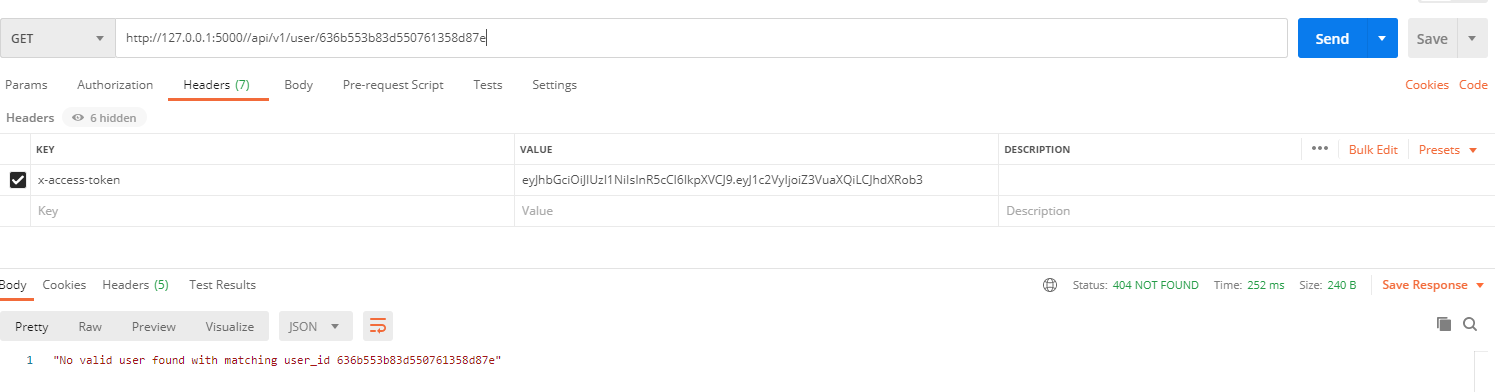 GET
http://127.0.0.1:5000//api/v1/user/636b553b83d550761358d87e
Send
Save
Params Authorization Headers (7) Body Pre-request Script Tests Settings Cookies Code
Headers 6 hidden
KEY VALUE DESCRIPTION ••• Bulk Edit Presets
x-access-token eyJhbGciOiJIUzI1NiIsInR5cCI6IkpXVCJ9.eyJ1c2VyIjoiZ3VuaXQiLCJhdXRob3
Key Value Description
Body Cookies Headers (5) Test Results Status: 404 NOT FOUND Time: 252 ms Size: 240 B Save Response
Pretty Raw Preview Visualize JSON
1 "No valid user found with matching user_id 636b553b83d550761358d87e"